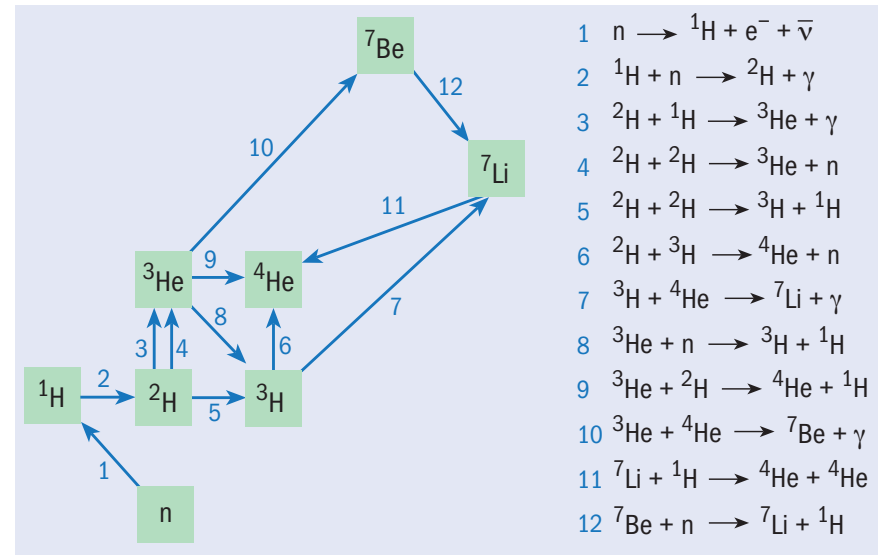 ⁷Be
12
10
⁷Li
11
³He
9
⁴He
8
7
3
4
6
¹H
2
²H
5
³H
1
n
1 n ⟶ ¹H + e⁻ + ν̅
2 ¹H + n ⟶ ²H + γ
3 ²H + ¹H ⟶ ³He + γ
4 ²H + ²H ⟶ ³He + n
5 ²H + ²H ⟶ ³H + ¹H
6 ²H + ³H ⟶ ⁴He + n
7 ³H + ⁴He ⟶ ⁷Li + γ
8 ³He + n ⟶ ³H + ¹H
9 ³He + ²H ⟶ ⁴He + ¹H
10 ³He + ⁴He ⟶ ⁷Be + γ
11 ⁷Li + ¹H ⟶ ⁴He + ⁴He
12 ⁷Be + n ⟶ ⁷Li + ¹H